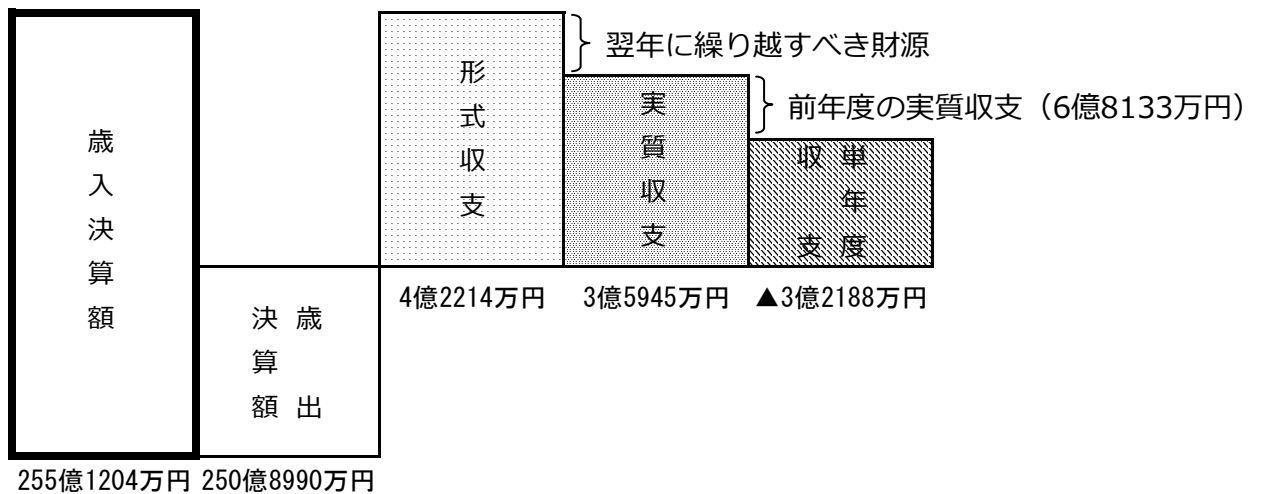 歳入決算額
255億1204万円
歳出決算額
250億8990万円
形式収支
4億2214万円
翌年に繰り越すべき財源
実質収支
3億5945万円
前年度の実質収支（6億8133万円）
単年度収支
▲3億2188万円